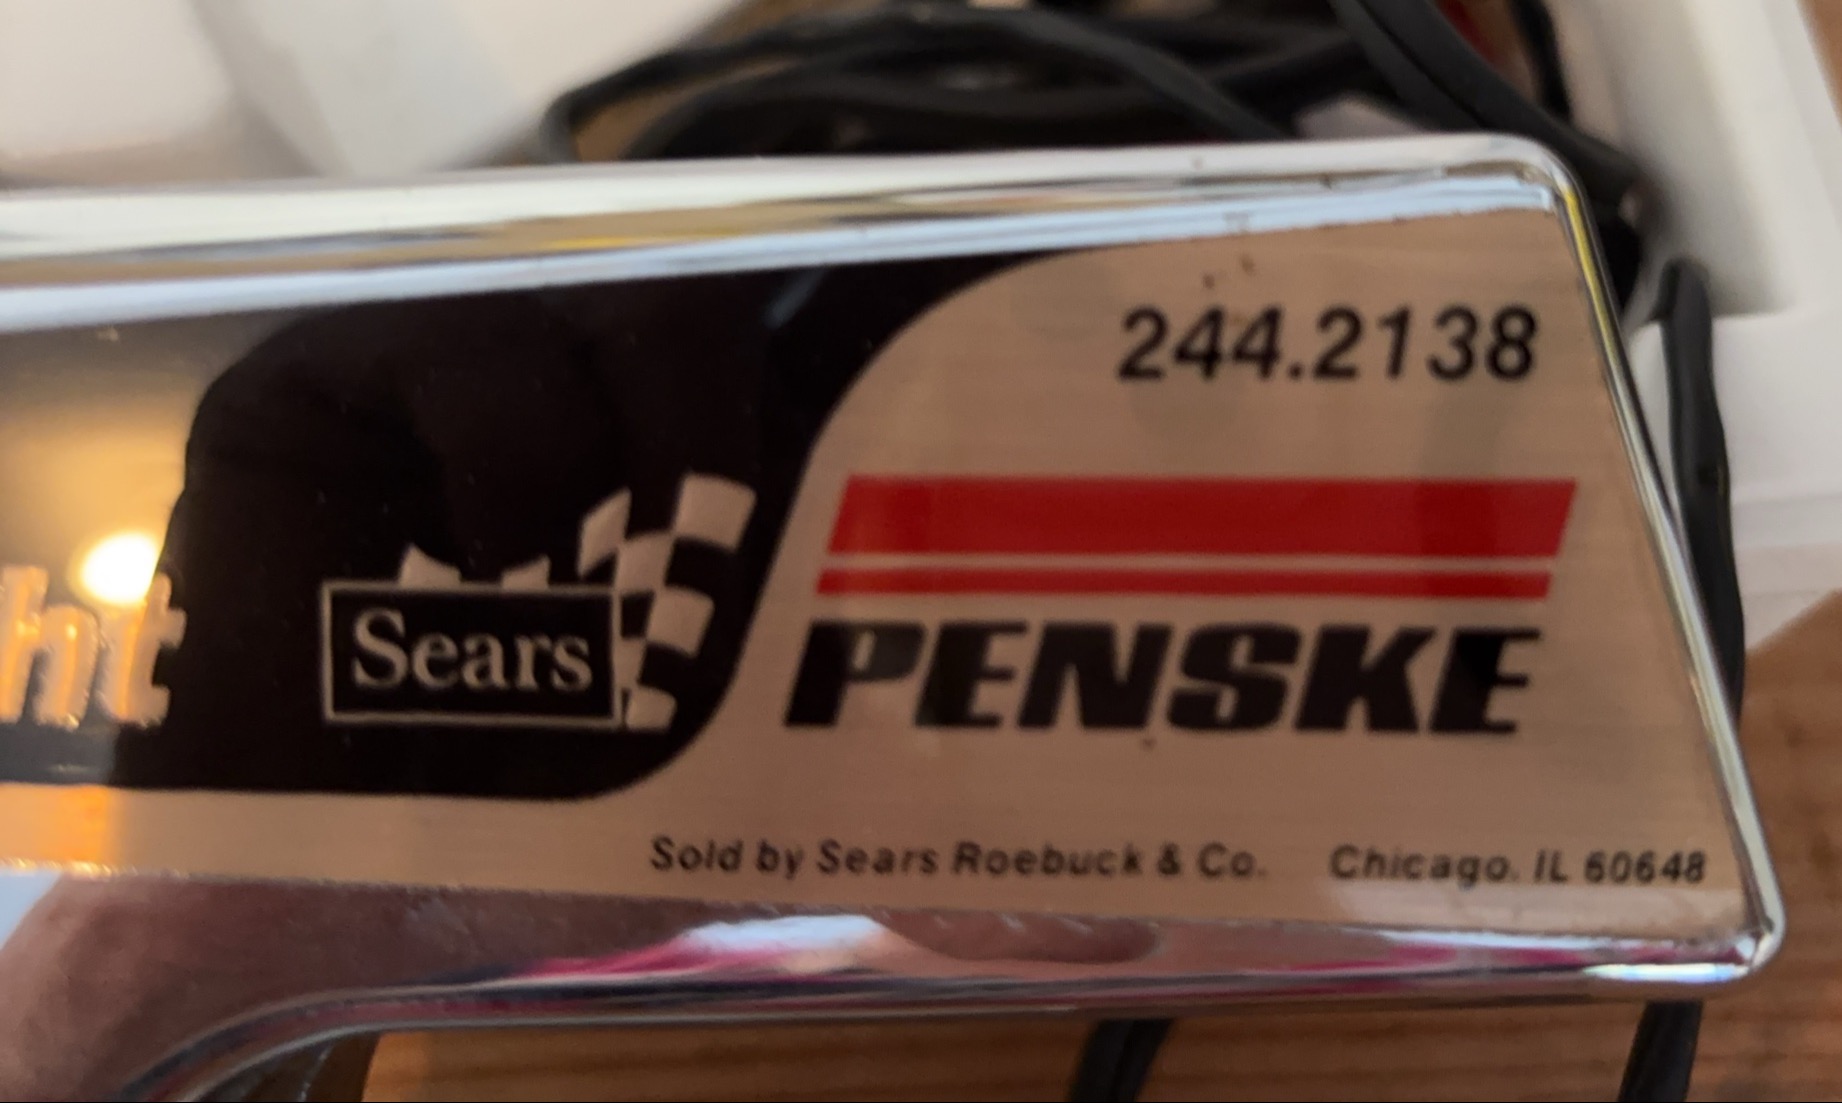 244.2138
Sears
PENSKE
Sold by Sears Roebuck & Co. Chicago, IL 60648